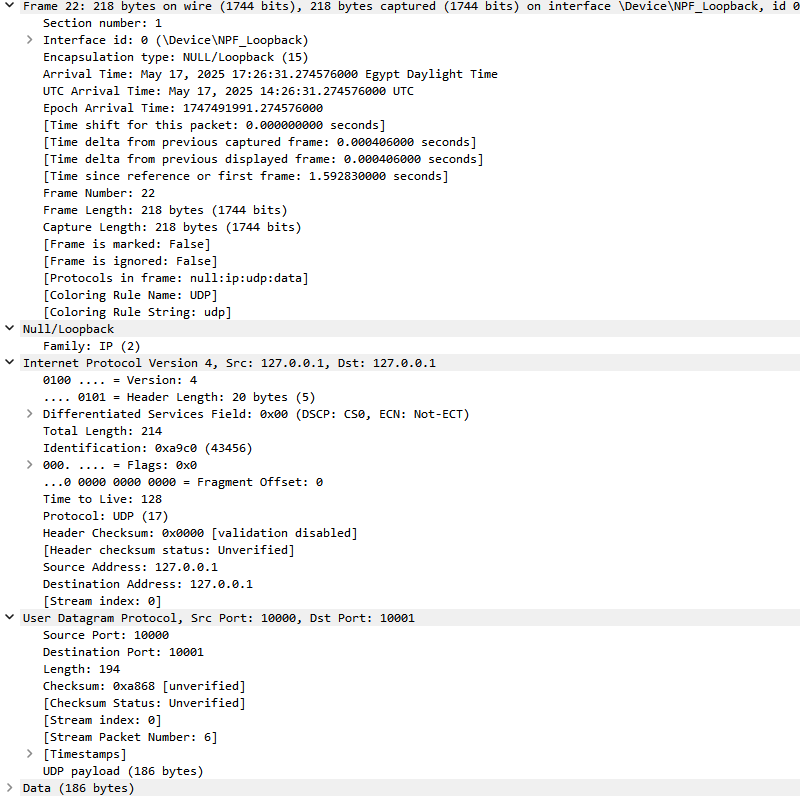 Frame 22: 218 bytes on wire (1744 bits), 218 bytes captured (1744 bits) on interface \Device\NPF_Loopback, id 0
Section number: 1
Interface id: 0 (\Device\NPF_Loopback)
Encapsulation type: NULL/Loopback (15)
Arrival Time: May 17, 2025 17:26:31.274576000 Egypt Daylight Time
UTC Arrival Time: May 17, 2025 14:26:31.274576000 UTC
Epoch Arrival Time: 1747491991.274576000
[Time shift for this packet: 0.000000000 seconds]
[Time delta from previous captured frame: 0.000406000 seconds]
[Time delta from previous displayed frame: 0.000406000 seconds]
[Time since reference or first frame: 1.592830000 seconds]
Frame Number: 22
Frame Length: 218 bytes (1744 bits)
Capture Length: 218 bytes (1744 bits)
[Frame is marked: False]
[Frame is ignored: False]
[Protocols in frame: null:ip:udp:data]
[Coloring Rule Name: UDP]
[Coloring Rule String: udp]
Null/Loopback
Family: IP (2)
Internet Protocol Version 4, Src: 127.0.0.1, Dst: 127.0.0.1
0100 .... = Version: 4
.... 0101 = Header Length: 20 bytes (5)
Differentiated Services Field: 0x00 (DSCP: CS0, ECN: Not-ECT)
Total Length: 214
Identification: 0xa9c0 (43456)
000. .... = Flags: 0x0
...0 0000 0000 0000 = Fragment Offset: 0
Time to Live: 128
Protocol: UDP (17)
Header Checksum: 0x0000 [validation disabled]
[Header checksum status: Unverified]
Source Address: 127.0.0.1
Destination Address: 127.0.0.1
[Stream index: 0]
User Datagram Protocol, Src Port: 10000, Dst Port: 10001
Source Port: 10000
Destination Port: 10001
Length: 194
Checksum: 0xa868 [unverified]
[Checksum Status: Unverified]
[Stream index: 0]
[Stream Packet Number: 6]
[Timestamps]
UDP payload (186 bytes)
Data (186 bytes)